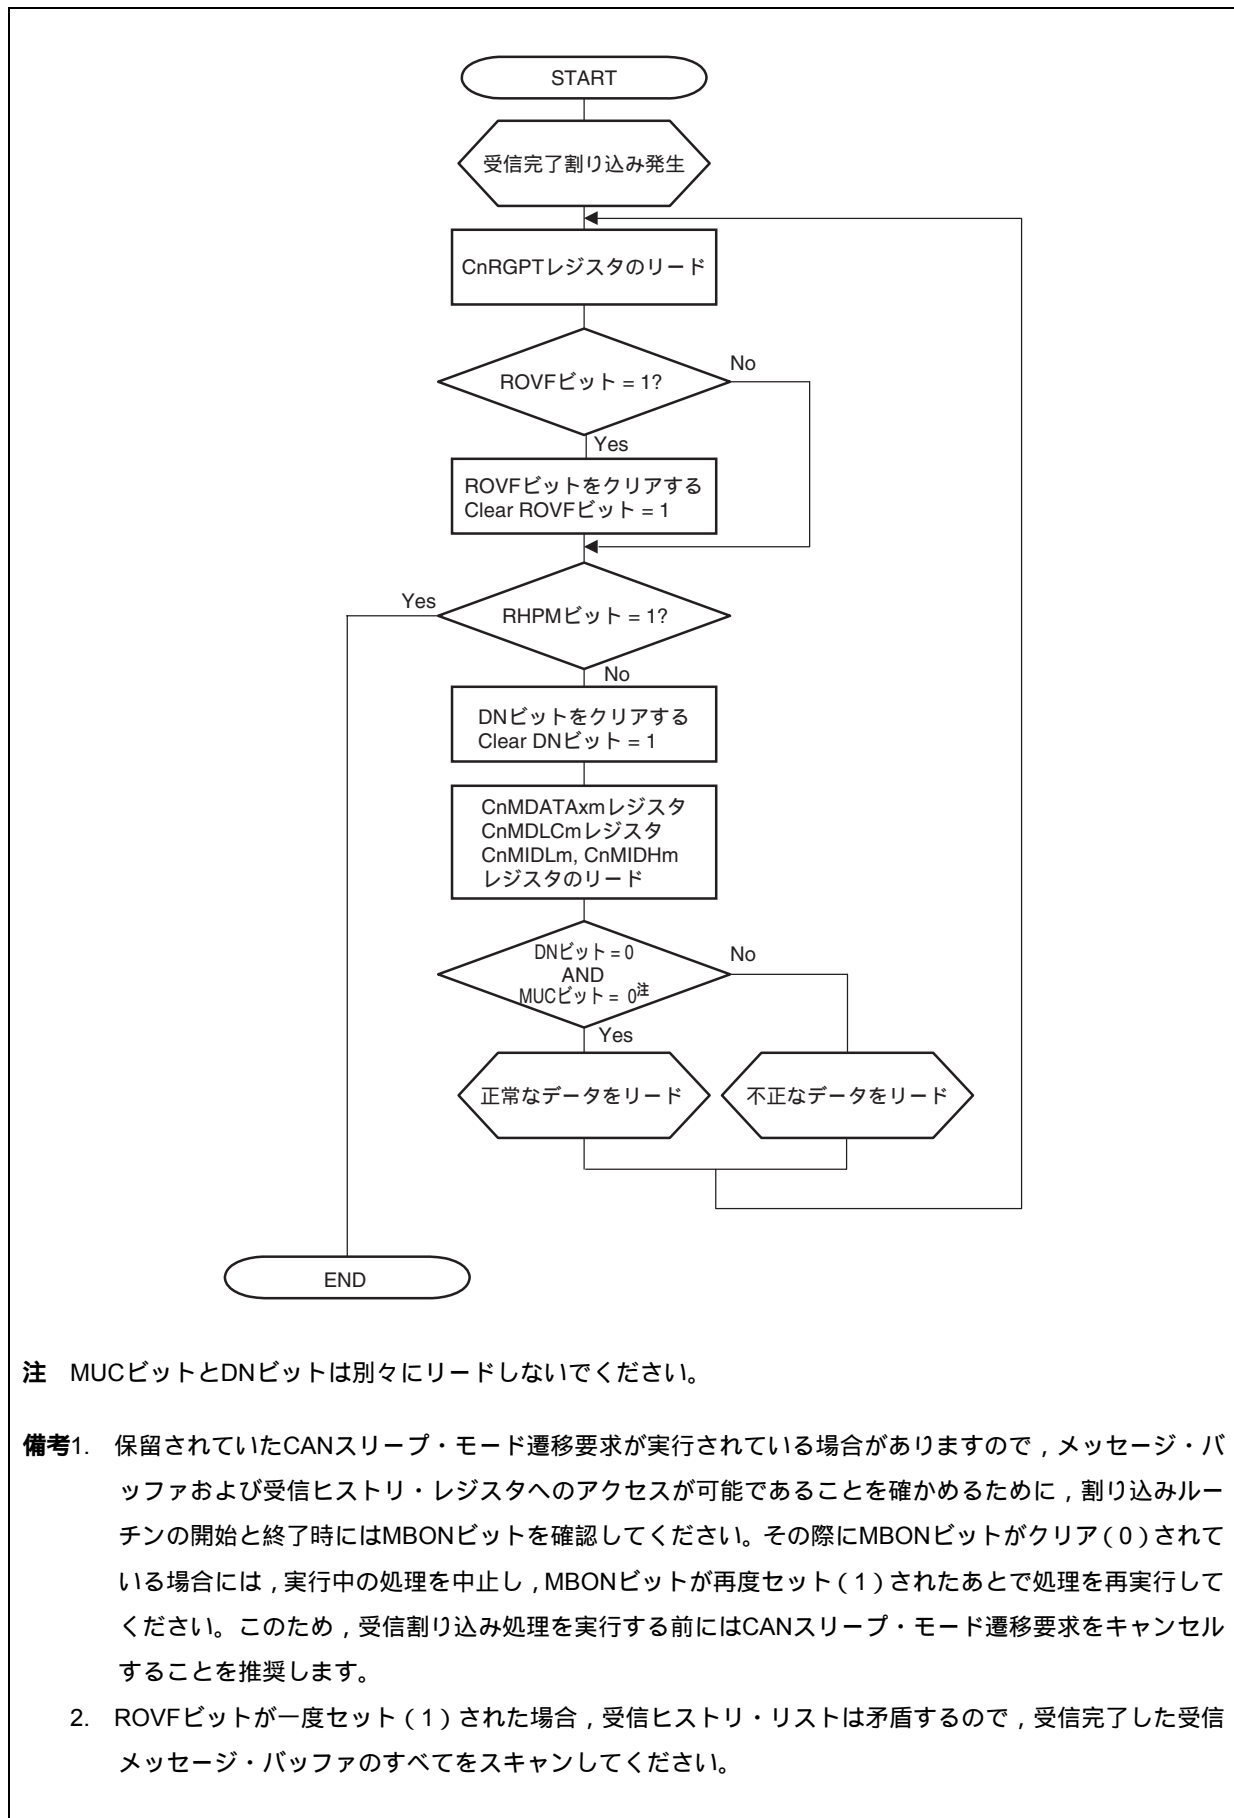 START
受信完了割り込み発生
CnRGPTレジスタのリード
ROVFビット = 1?
No
Yes
ROVFビットをクリアする
Clear ROVFビット = 1
RHPMビット = 1?
Yes
No
DNビットをクリアする
Clear DNビット = 1
CnMDATAxmレジスタ
CnMDLCmレジスタ
CnMIDLm, CnMIDHm
レジスタのリード
DNビット = 0
AND
MUCビット = 0注
No
Yes
正常なデータをリード
不正なデータをリード
END
注 MUCビットとDNビットは別々にリードしないでください。
備考1. 保留されていたCANスリープ・モード遷移要求が実行されている場合がありますので，メッセージ・バ
ッファおよび受信ヒストリ・レジスタへのアクセスが可能であることを確かめるために，割り込みルー
チンの開始と終了時にはMBONビットを確認してください。その際にMBONビットがクリア（0）されて
いる場合には，実行中の処理を中止し，MBONビットが再度セット（1）されたあとで処理を再実行して
ください。このため，受信割り込み処理を実行する前にはCANスリープ・モード遷移要求をキャンセル
することを推奨します。
2. ROVFビットが一度セット（1）された場合，受信ヒストリ・リストは矛盾するので，受信完了した受信
メッセージ・バッファのすべてをスキャンしてください。